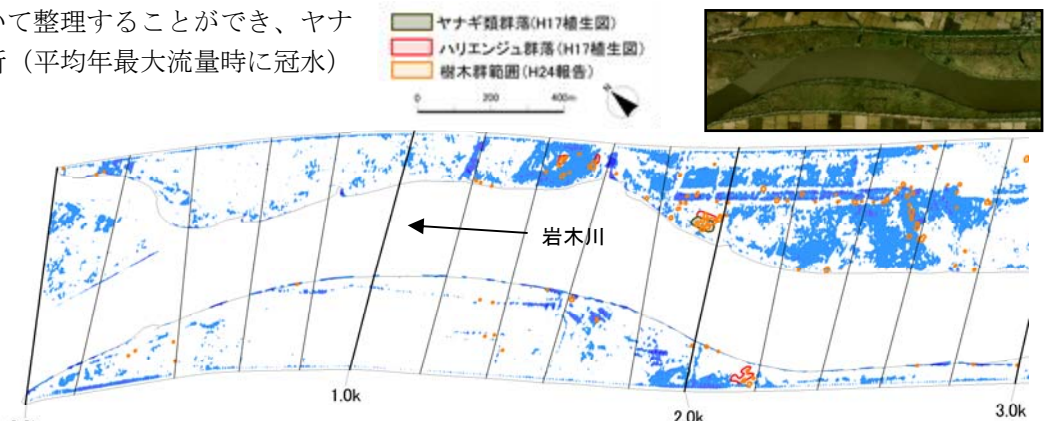 いて整理することができ、ヤナ
所（平均年最大流量時に冠水）
ヤナギ類群落(H17植生図)
ハリエンジュ群落(H17植生図)
樹木群範囲(H24報告)
0 200 400m
N
岩木川
1.0k
2.0k
3.0k